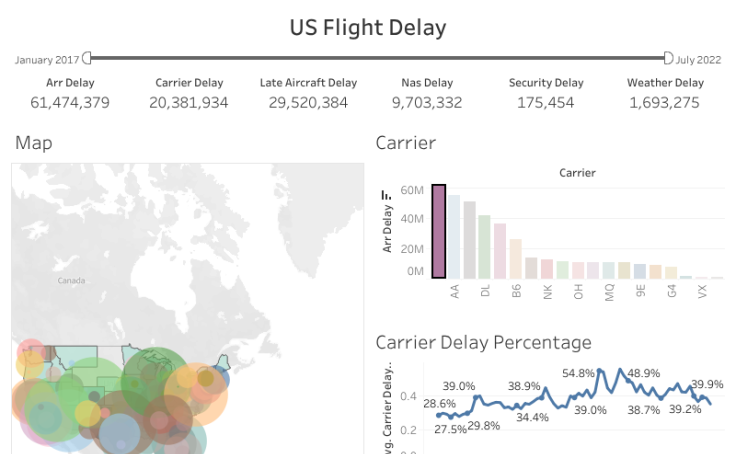 US Flight Delay
January 2017
July 2022
Arr Delay Carrier Delay Late Aircraft Delay Nas Delay Security Delay Weather Delay
61,474,379 20,381,934 29,520,384 9,703,332 175,454 1,693,275
Map
Canada
Carrier
Carrier
Arr Delay
60M
40M
20M
0M
AA DL B6 NK OH MQ 9E G4 VX
Carrier Delay Percentage
vg. Carrier Delay..
0.4
0.2
28.6%
27.5%
39.0%
29.8%
38.9%
34.4%
54.8%
39.0%
48.9%
38.7%
39.2%
39.9%